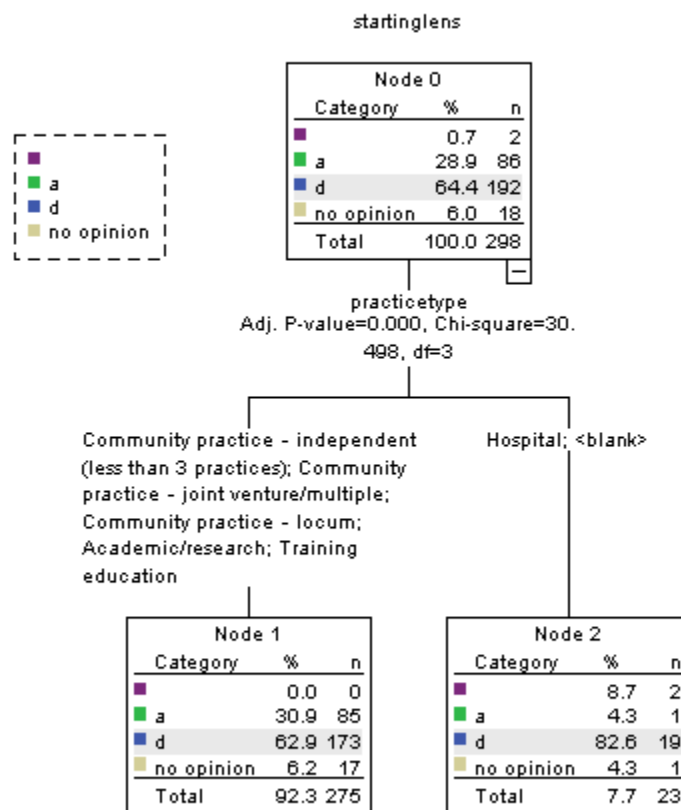 startinglens
Node 0
Category % n
0.7 2
a 28.9 86
d 64.4 192
no opinion 6.0 18
Total 100.0 298
a
d
no opinion
practicetype
Adj. P-value=0.000, Chi-square=30.
498, df=3
Community practice - independent
(less than 3 practices); Community
practice - joint venture/multiple;
Community practice - locum;
Academic/research; Training
education
Hospital; <blank>
Node 1
Category % n
0.0 0
a 30.9 85
d 62.9 173
no opinion 6.2 17
Total 92.3 275
Node 2
Category % n
8.7 2
a 4.3 1
d 82.6 19
no opinion 4.3 1
Total 7.7 23